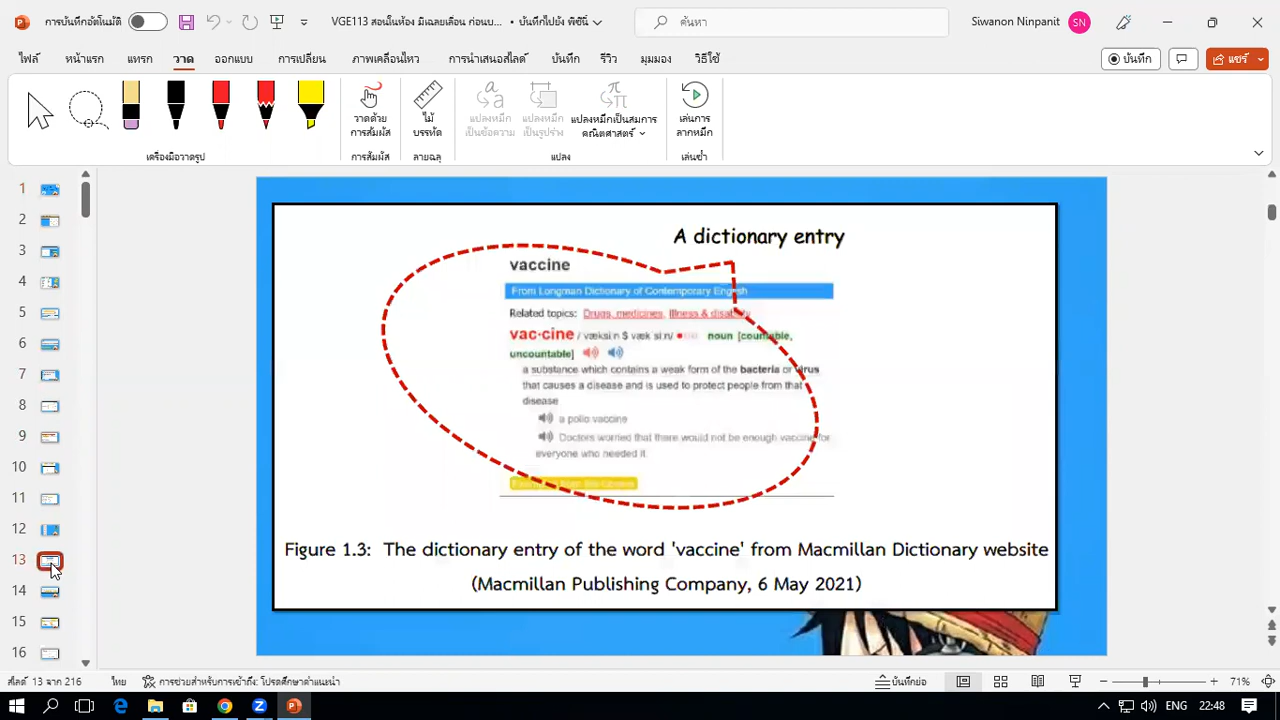 การบันทึกอัตโนมัติ
VGE113 สอนในห้อง มีเฉลยเลื่อน ก่อนบ... • บันทึกไปยัง พีซีนี้
ค้นหา
Siwanon Ninpanit
SN
ไฟล์ หน้าแรก แทรก วาด ออกแบบ การเปลี่ยน ภาพเคลื่อนไหว การนำเสนอสไลด์ บันทึก รีวิว มุมมอง วิธีใช้
บันทึก
แชร์
วาดด้วย การสัมผัส
ไม้ บรรทัด
แปลงหมึก เป็นข้อความ
แปลงหมึก เป็นรูปร่าง
แปลงหมึกเป็นสมการ คณิตศาสตร์
เล่นการ ลากหมึก
เครื่องมือวาดรูป
การสัมผัส
ลายฉลุ
แปลง
เล่นซ้ำ
1
2
3
4
5
6
7
8
9
10
11
12
13
14
15
16
A dictionary entry
vaccine
From Longman Dictionary of Contemporary English
Related topics: Drugs, medicines, Illness & disability
vac·cine noun [countable,
uncountable]
a substance which contains a weak form of the bacteria or virus
that causes a disease and is used to protect people from that
disease
a polio vaccine
Doctors worried that there would not be enough vaccine for
everyone who needed it
Figure 1.3: The dictionary entry of the word 'vaccine' from Macmillan Dictionary website
(Macmillan Publishing Company, 6 May 2021)
สไลด์ 13 จาก 216
ไทย
การช่วยสำหรับการเข้าถึง: โปรดศึกษาคำแนะนำ
บันทึกย่อ
71%
ENG
22:48